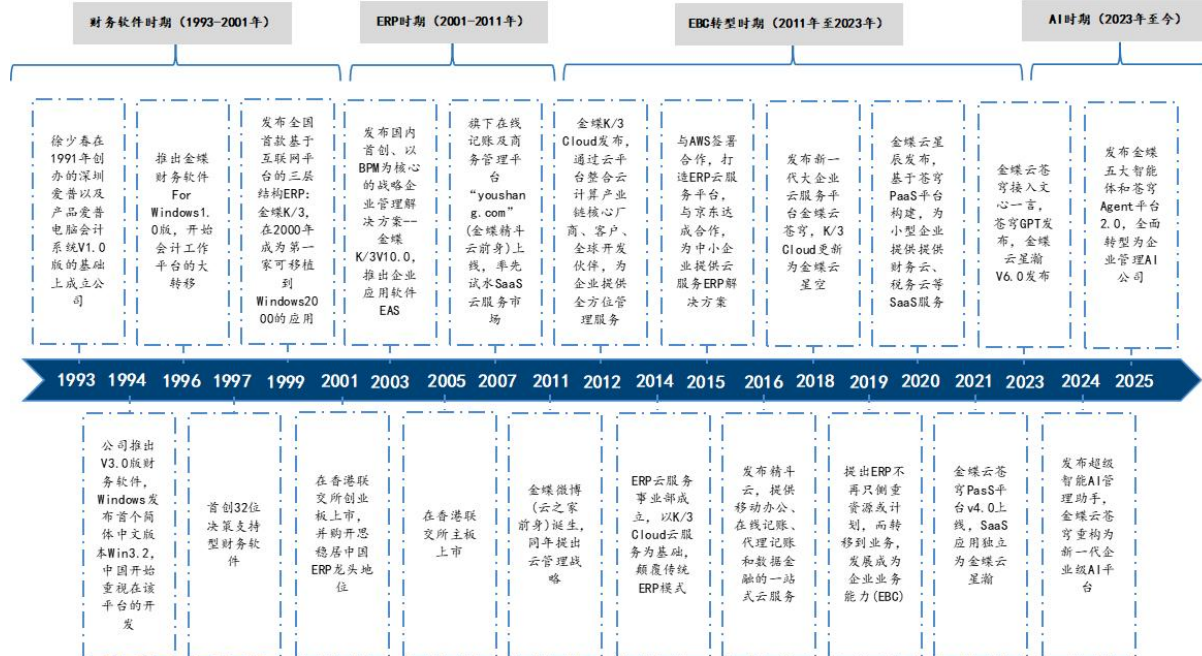 财务软件时期（1993-2001年）
ERP时期（2001-2011年）
EBC转型时期（2011年至2023年）
AI时期（2023年至今）
徐少春在
1991年创
办的深圳
爱普以及
产品爱普
电脑会计
系统V1.0
版的基础
上成立公
司
推出金蝶
财务软件
For
Windows1.
0版，开始
会计工作
平台的大
转移
发布全国
首款基于
互联网平
台的三层
结构ERP：
金蝶K/3，
在2000年
成为第一
家可移植
到
Windows20
00的应用
发布国内
首创、以
BPM为核心
的战略企
业管理解
决方案--
金蝶
K/3V10.0，
推出企业
应用软件
EAS
旗下在线
记账及商
务管理平
台
“youshan
g.com”
(金蝶精斗
云前身)上
线，率先
试水SaaS
云服务市
场
金蝶K/3
Cloud发布，
通过云平
台整合云
计算产业
链核心厂
商、客户、
全球开发
伙伴，为
企业提供
全方位管
理服务
与AWS签署
合作，打
造ERP云服
务平台，
与京东达
成合作，
为中小企
业提供云
服务ERP解
决方案
发布新一
代大企业
云服务平
台金蝶云
苍穹，K/3
Cloud更新
为金蝶云
星空
金蝶云星
辰发布，
基于苍穹
PaaS平台
构建，为
小型企业
提供提供
财务云、
税务云等
SaaS服务
金蝶云苍
穹接入文
心一言，
苍穹GPT发
布，金蝶
云星瀚
V6.0发布
发布金蝶
五大智能
体和苍穹
Agent平台
2.0，全面
转型为企
业管理AI
公司
1993 1994 1996 1997 1999 2001 2003 2005 2007 2011 2012 2014 2015 2016 2018 2019 2020 2021 2023 2024 2025
公司推出
V3.0版财
务软件，
Windows发
布首个简
体中文版
本Win3.2，
中国开始
重视在该
平台的开
发
首创32位
决策支持
型财务软
件
在香港联
交所创业
板上市，
并购开思
稳居中国
ERP龙头地
位
在香港联
交所主板
上市
金蝶微博
(云之家
前身)诞生，
同年提出
云管理战
略
ERP云服务
事业部成
立，以K/3
Cloud云服
务为基础，
颠覆传统
ERP模式
发布精斗
云，提供
移动办公、
在线记账、
代理记账
和数据金
融的一站
式云服务
提出ERP不
再只侧重
资源或计
划，而转
移到业务，
发展成为
企业业务
能力(EBC)
金蝶云苍
穹PasS平
台v4.0上
线，SaaS
应用独立
为金蝶云
星瀚
发布超级
智能AI管
理助手，
金蝶云苍
穹重构为
新一代企
业级AI平
台